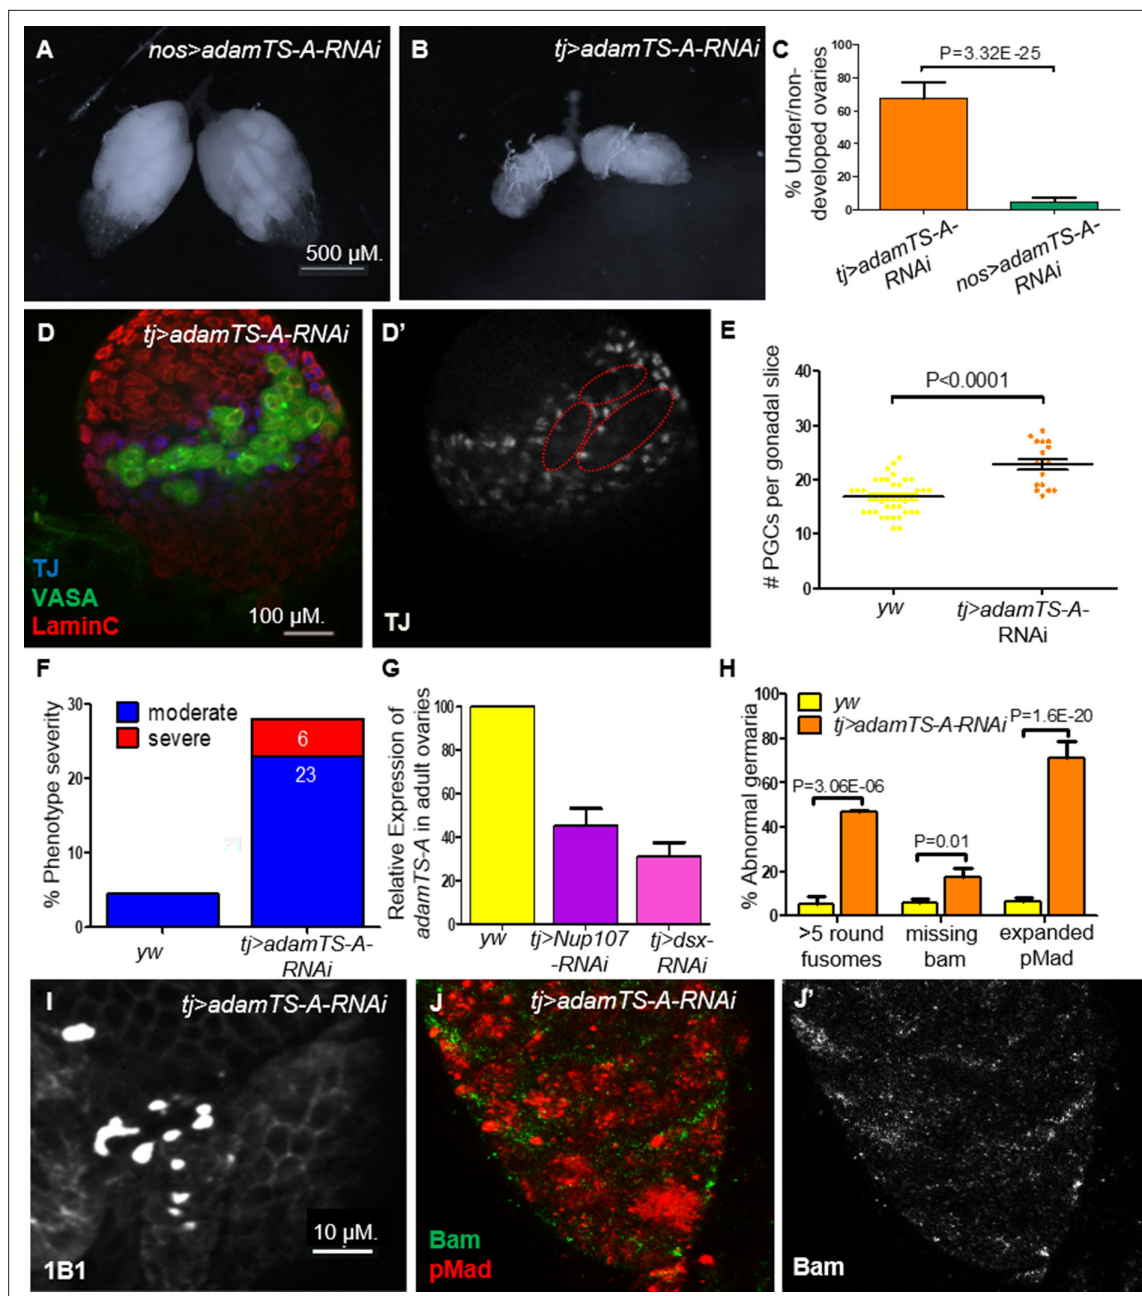 A
nos>adamTS-A-RNAi
500 µM.
B
tj>adamTS-A-RNAi
C
% Under/non-
developed ovaries
80
60
40
20
0
P=3.32E-25
tj>adamTS-A-
RNAi
nos>adamTS-A-
RNAi
D
tj>adamTS-A-RNAi
TJ
VASA
LaminC
100 µM.
D'
TJ
E
# PGCs per gonadal slice
40
30
20
10
0
P<0.0001
yw
tj>adamTS-A-
RNAi
F
% Phenotype severity
30
20
10
0
moderate
severe
6
23
yw
tj>adamTS-A-
RNAi
G
Relative Expression of
adamTS-A in adult ovaries
100
80
60
40
20
0
yw
tj>Nup107
-RNAi
tj>dsx-
RNAi
H
% Abnormal germaria
100
80
60
40
20
0
yw
tj>adamTS-A-RNAi
P=3.06E-06
P=0.01
P=1.6E-20
>5 round
fusomes
missing
bam
expanded
pMad
I
tj>adamTS-A-RNAi
1B1
10 µM.
J
tj>adamTS-A-RNAi
Bam
pMad
J'
Bam